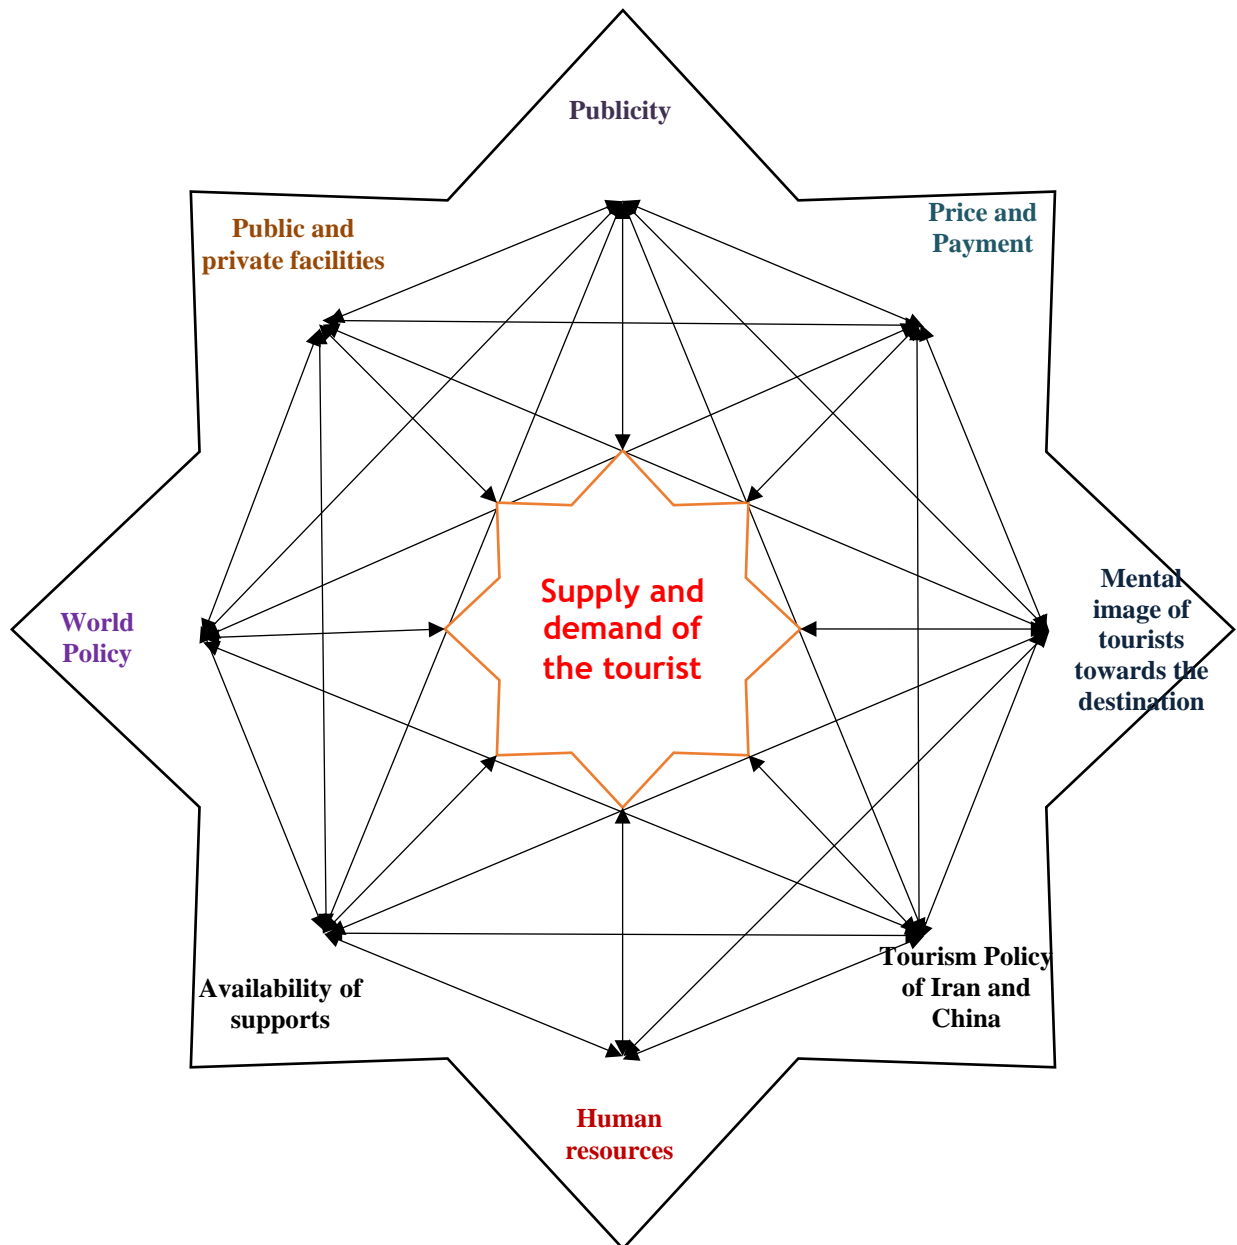 Publicity
Price and
Payment
Public and
private facilities
Mental
image of
tourists
towards the
destination
Supply and
demand of
the tourist
World
Policy
Tourism Policy
of Iran and
China
Availability of
supports
Human
resources